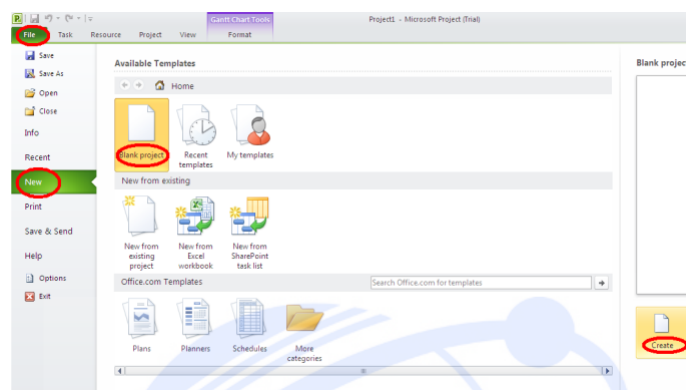 Gantt Chart Tools
Project1 - Microsoft Project (Trial)
File Task Resource Project View Format
Save
Save As
Open
Close
Info
Recent
New
Print
Save & Send
Help
Options
Exit
Available Templates
Home
Blank project
Recent templates
My templates
New from existing
New from existing project
New from Excel workbook
New from SharePoint task list
Office.com Templates
Search Office.com for templates
Plans
Planners
Schedules
More categories
Blank projec
Create